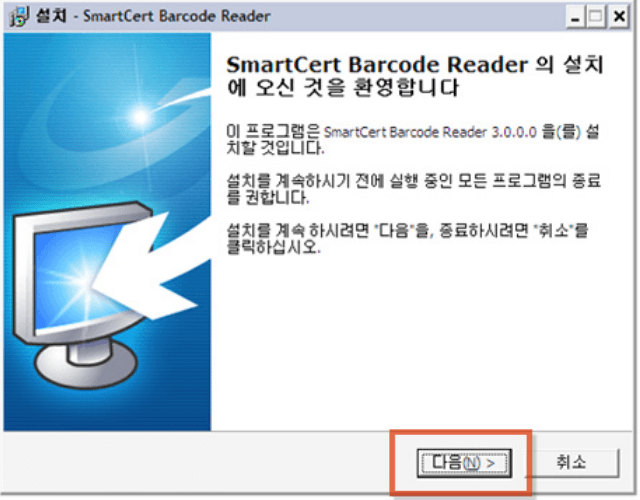 설치 - SmartCert Barcode Reader
SmartCert Barcode Reader 의 설치
에 오신 것을 환영합니다
이 프로그램은 SmartCert Barcode Reader 3.0.0.0 을(를) 설
치할 것입니다.
설치를 계속하시기 전에 실행 중인 모든 프로그램의 종료
를 권합니다.
설치를 계속 하시려면 "다음"을, 종료하시려면 "취소"를
클릭하십시오.
다음(N) > 취소